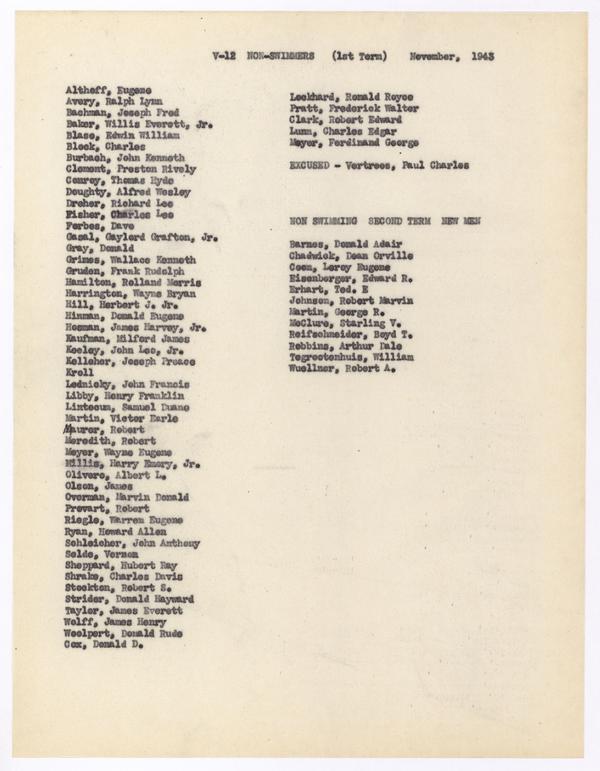 V-12 NON-SWIMMERS (1st Term) November, 1943
Althoff, Eugene
Avery, Ralph Lynn
Bachman, Joseph Fred
Baker, Willis Everett, Jr.
Blase, Edwin William
Block, Charles
Burbach, John Kenneth
Clement, Preston Rively
Conroy, Thomas Hyde
Doughty, Alfred Wesley
Dreher, Richard Lee
Fisher, Charles Lee
Forbes, Dave
Gasal, Gaylord Grafton, Jr.
Gray, Donald
Grimes, Wallace Kenneth
Gruden, Frank Rudolph
Hamilton, Rolland Morris
Harrington, Wayne Bryan
Hill, Herbert J. Jr.
Hinman, Donald Eugene
Hosman, James Harvey, Jr.
Kaufman, Milford James
Keeley, John Lee, Jr.
Kelleher, Joseph Preace
Kroll
Lednicky, John Francis
Libby, Henry Franklin
Lintecum, Samuel Duane
Martin, Victor Earle
Maurer, Robert
Meredith, Robert
Meyer, Wayne Eugene
Millis, Harry Emory, Jr.
Olivero, Albert L.
Olson, James
Overman, Marvin Donald
Prevart, Robert
Riegle, Warren Eugene
Ryan, Howard Allen
Schleicher, John Anthony
Selde, Vernon
Sheppard, Hubert Ray
Shrake, Charles Davis
Stockton, Robert S.
Strider, Donald Hayward
Taylor, James Everett
Wolff, James Henry
Woolpert, Donald Rude
Cox, Donald D.
Lockhard, Ronald Royce
Pratt, Frederick Walter
Clark, Robert Edward
Lunn, Charles Edgar
Meyer, Ferdinand George
EXCUSED - Vertrees, Paul Charles
NON SWIMMING SECOND TERM NEW MEN
Barnes, Donald Adair
Chadwick, Dean Orville
Coon, Leroy Eugene
Eisenberger, Edward R.
Erhart, Ted. E
Johnson, Robert Marvin
Martin, George R.
McClure, Starling V.
Reifschneider, Boyd T.
Robbins, Arthur Dale
Tegrootenhuis, William
Wuellner, Robert A.